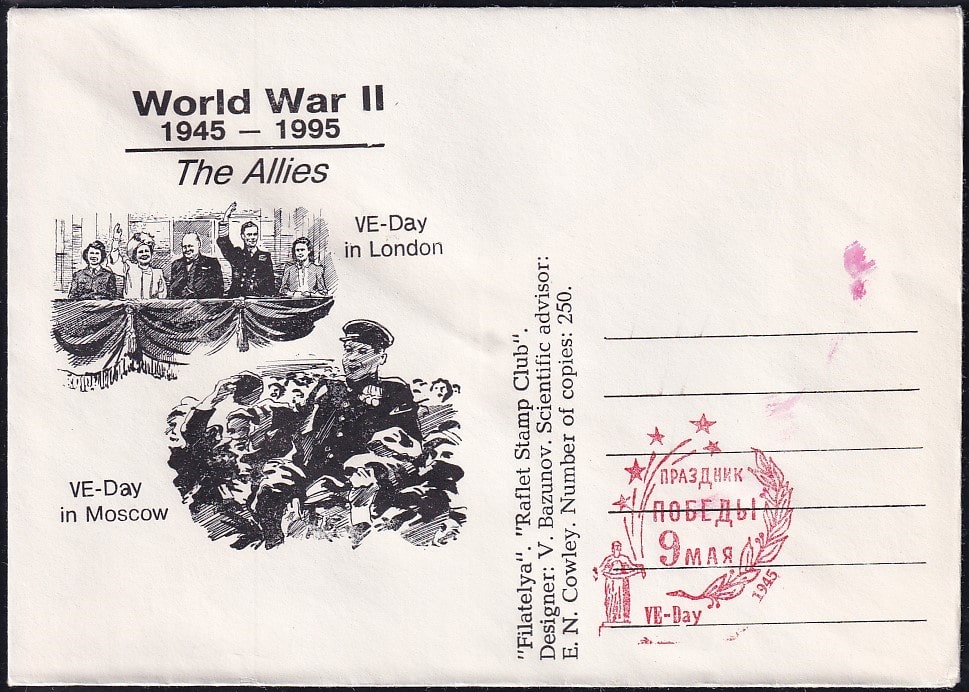 World War II
1945 — 1995
The Allies
VE-Day
in London
VE-Day
in Moscow
"Filatelya". "Raflet Stamp Club".
Designer: V. Bazunov. Scientific advisor:
E. N. Cowley. Number of copies: 250.
ПРАЗДНИК
ПОБЕДЫ
9 МАЯ
1945
VE-Day